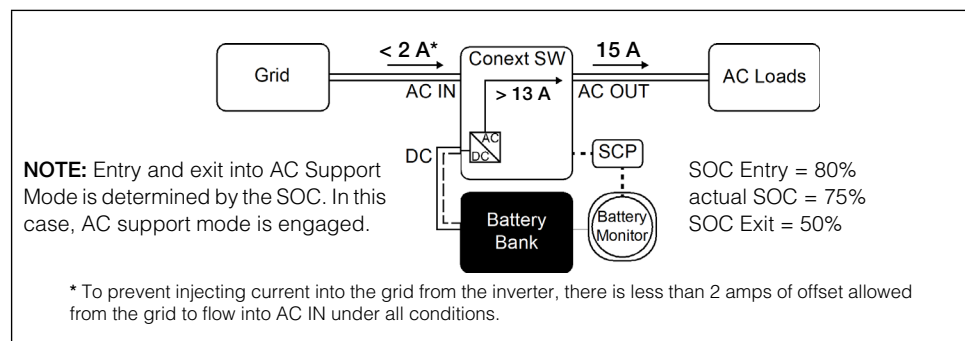 < 2 A*
Conext SW
15 A
Grid
AC Loads
AC IN
> 13 A
AC OUT
AC
DC
DC
SCP
NOTE: Entry and exit into AC Support
Mode is determined by the SOC. In this
case, AC support mode is engaged.
SOC Entry = 80%
actual SOC = 75%
SOC Exit = 50%
Battery
Bank
Battery
Monitor
* To prevent injecting current into the grid from the inverter, there is less than 2 amps of offset allowed
from the grid to flow into AC IN under all conditions.